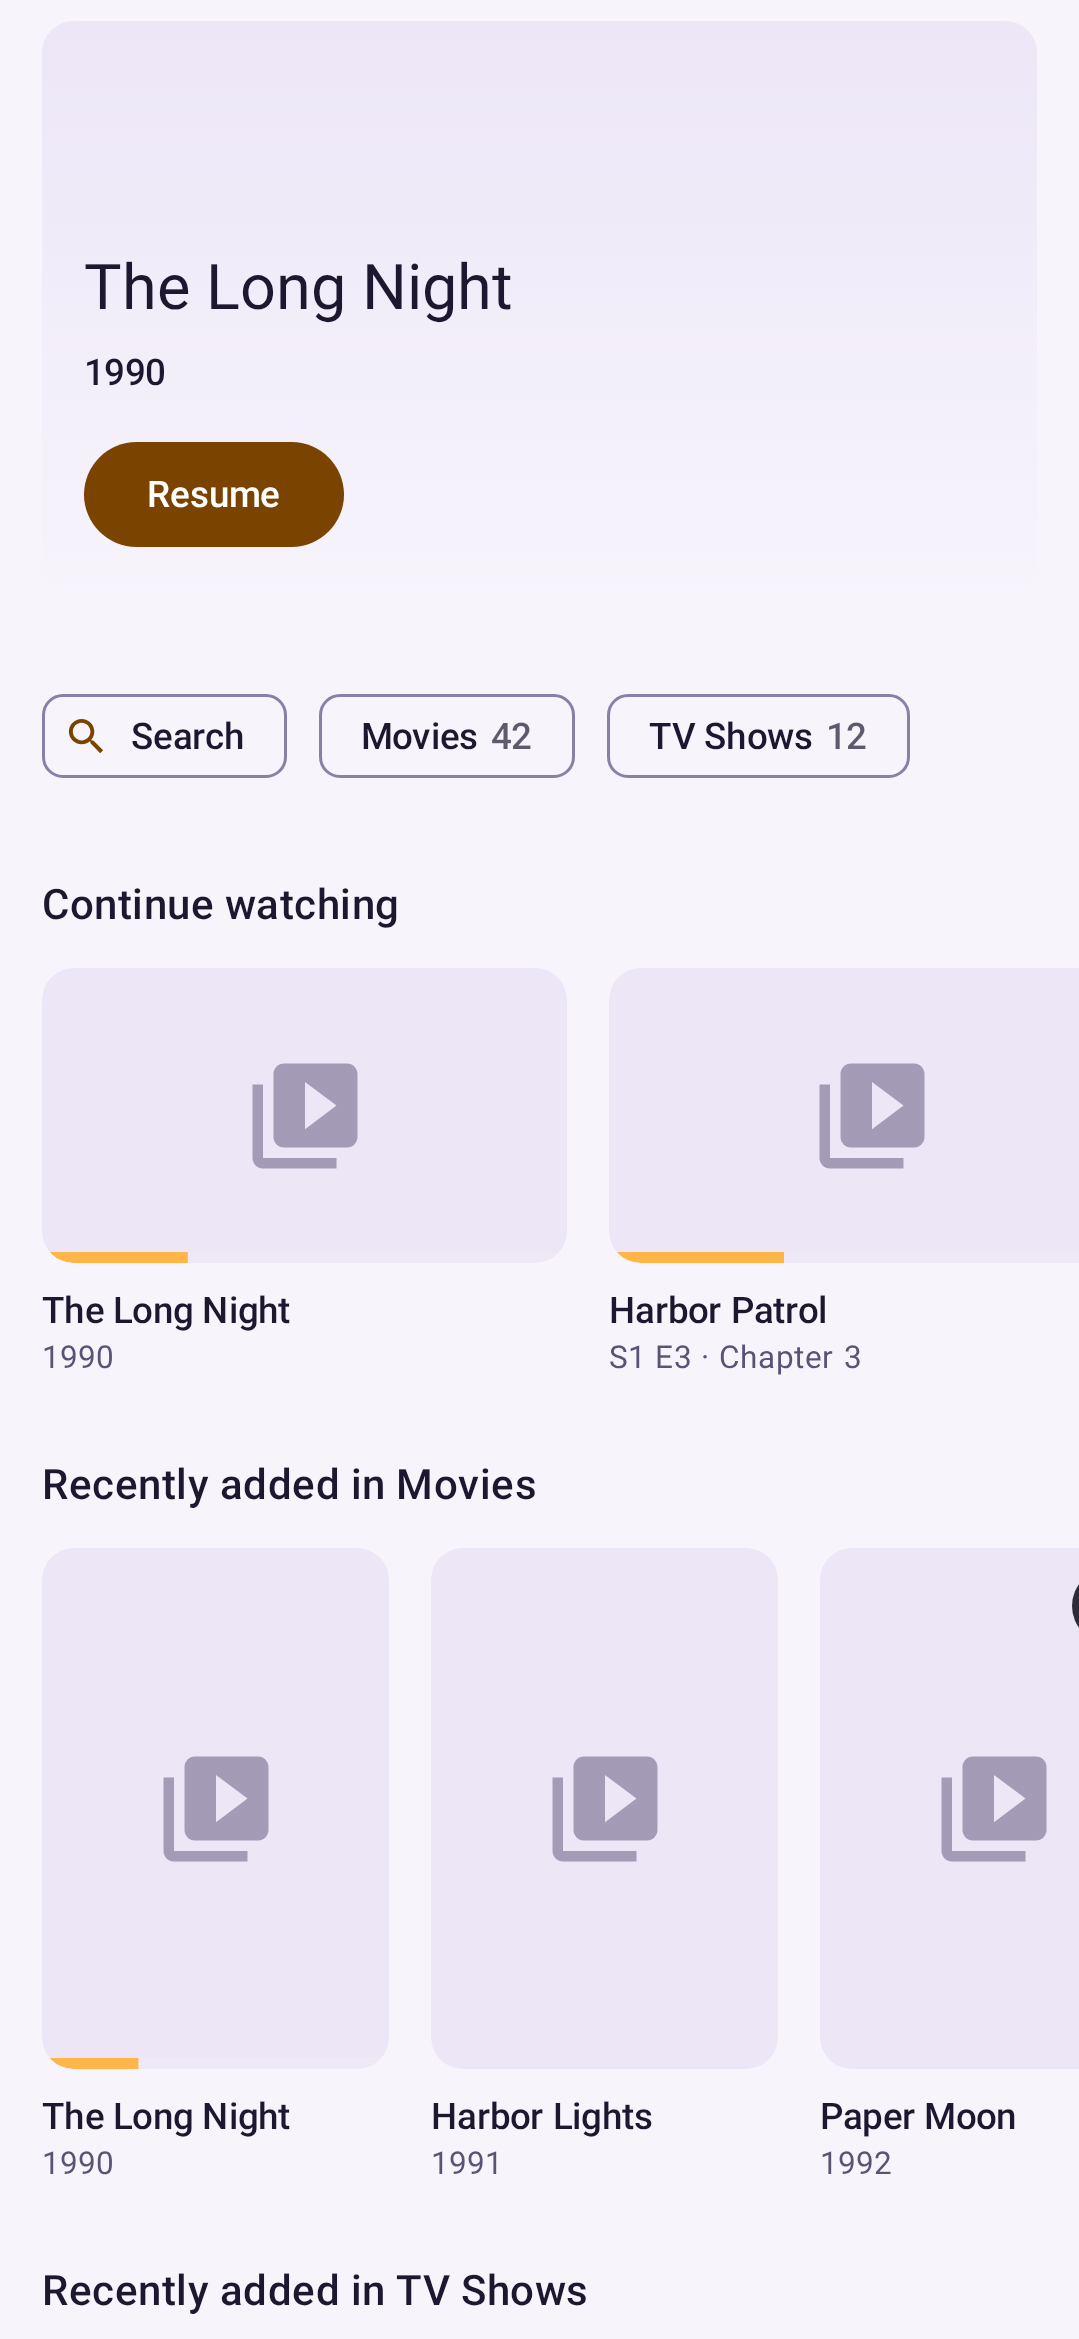 The Long Night
1990
Resume
Search
Movies 42
TV Shows 12
Continue watching
The Long Night
1990
Harbor Patrol
S1 E3 · Chapter 3
Recently added in Movies
The Long Night
1990
Harbor Lights
1991
Paper Moon
1992
Recently added in TV Shows